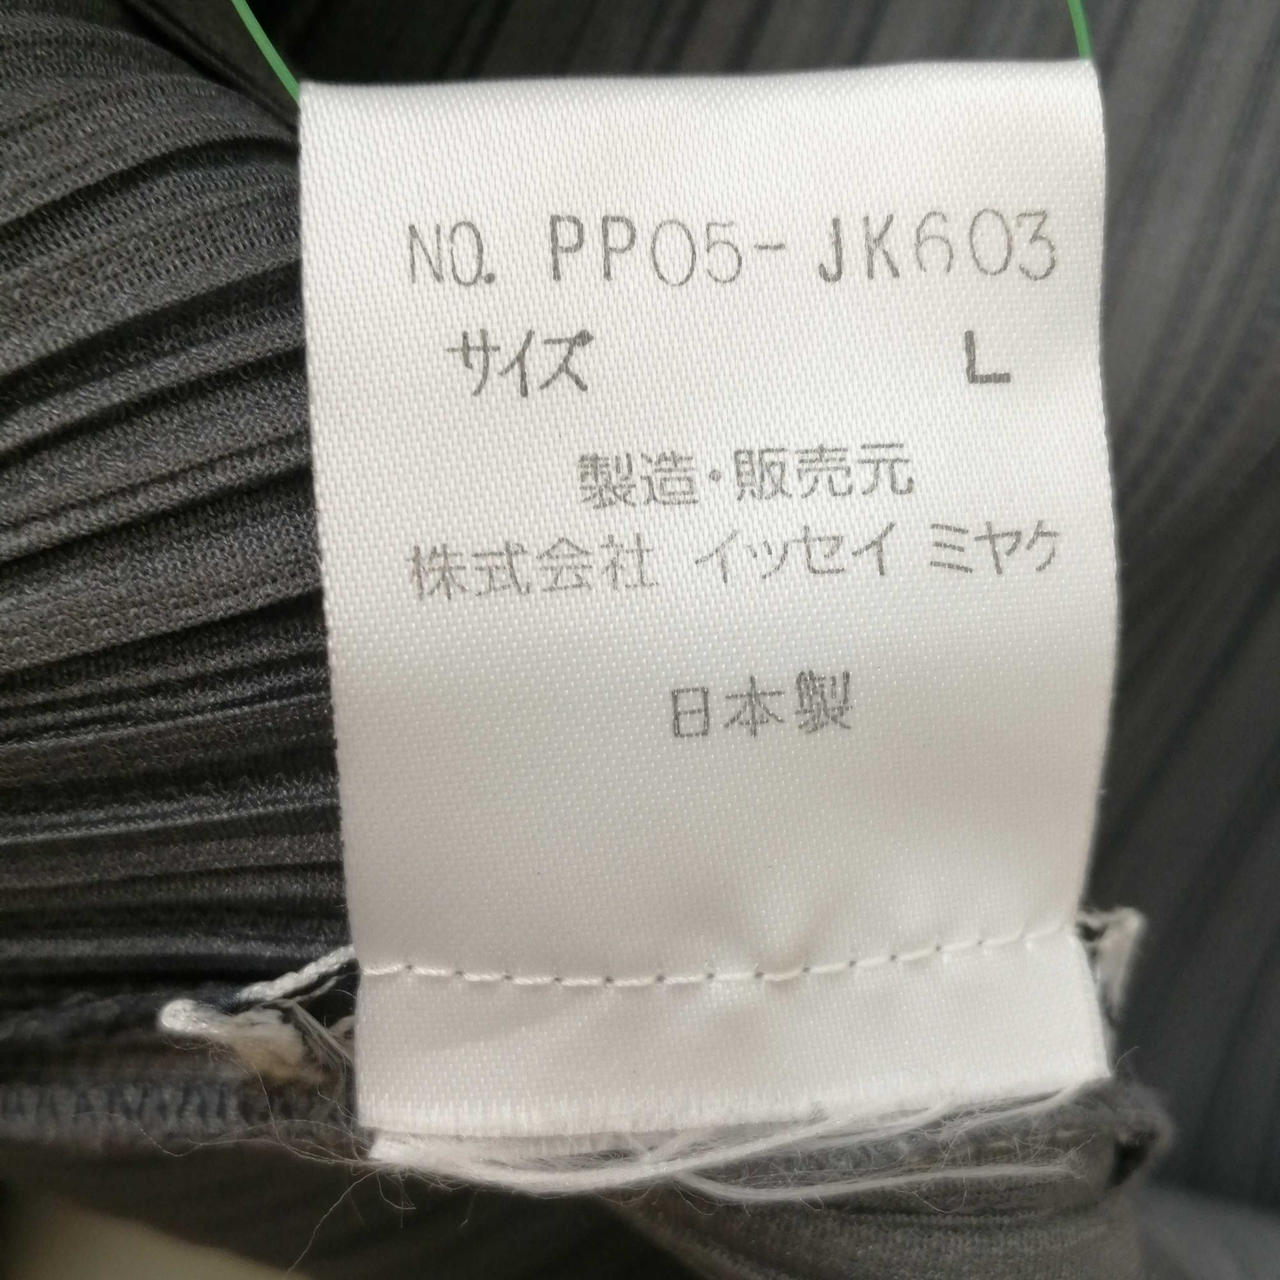 NO. PP05-JK603
サイズ L
製造・販売元
株式会社 イッセイ ミヤケ
日本製